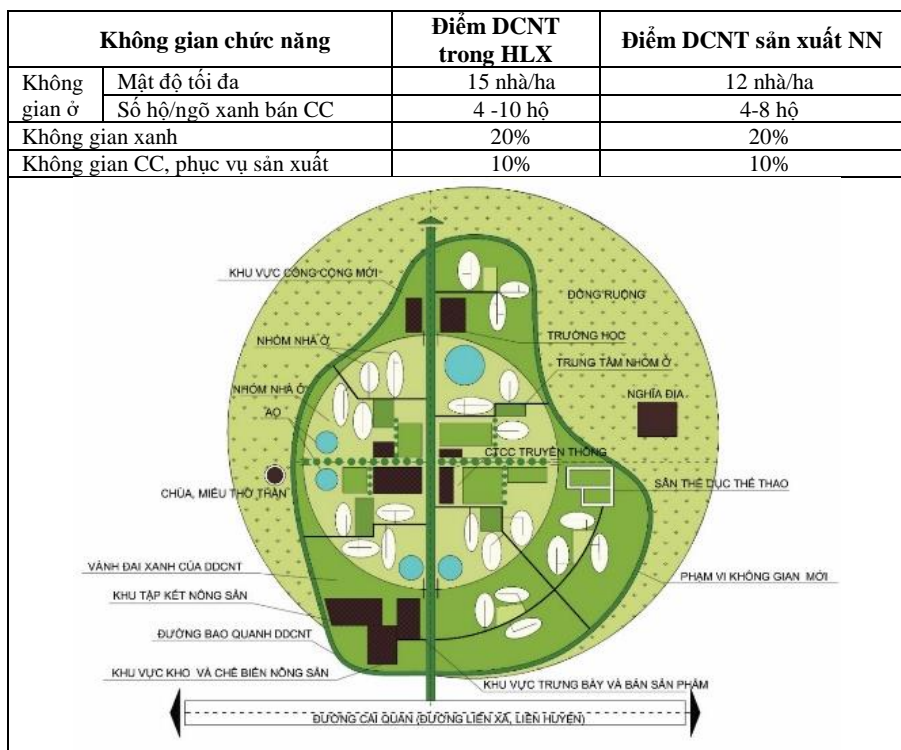 Không gian chức năng
Điểm DCNT trong HLX
Điểm DCNT sản xuất NN
Không gian ở
Mật độ tối đa
15 nhà/ha
12 nhà/ha
Số hộ/ngõ xanh bán CC
4 -10 hộ
4-8 hộ
Không gian xanh
20%
20%
Không gian CC, phục vụ sản xuất
10%
10%
KHU VỰC CÔNG CỘNG MỚI
ĐỒNG RUỘNG
NHÓM NHÀ Ở
TRƯỜNG HỌC
TRUNG TÂM NHÓM Ở
NHÓM NHÀ Ở
NGHĨA ĐỊA
AO
CTCC TRUYỀN THỐNG
CHÙA, MIẾU THỜ THẦN
SÂN THỂ DỤC THỂ THAO
VÀNH ĐAI XANH CỦA DDCNT
PHẠM VI KHÔNG GIAN MỚI
KHU TẬP KẾT NÔNG SẢN
ĐƯỜNG BAO QUANH DDCNT
KHU VỰC KHO VÀ CHẾ BIẾN NÔNG SẢN
KHU VỰC TRƯNG BÀY VÀ BÁN SẢN PHẨM
ĐƯỜNG CÁI QUAN (ĐƯỜNG LIÊN XÃ, LIÊN HUYỆN)